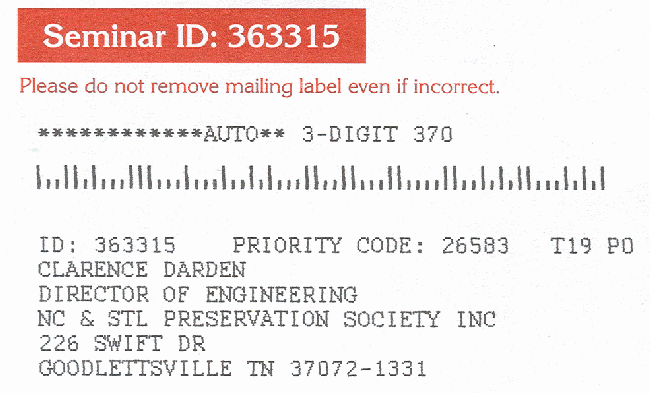 Seminar ID: 363315
Please do not remove mailing label even if incorrect.
************AUTO** 3-DIGIT 370
ID: 363315 PRIORITY CODE: 26583 T19 P0
CLARENCE DARDEN
DIRECTOR OF ENGINEERING
NC & STL PRESERVATION SOCIETY INC
226 SWIFT DR
GOODLETTSVILLE TN 37072-1331